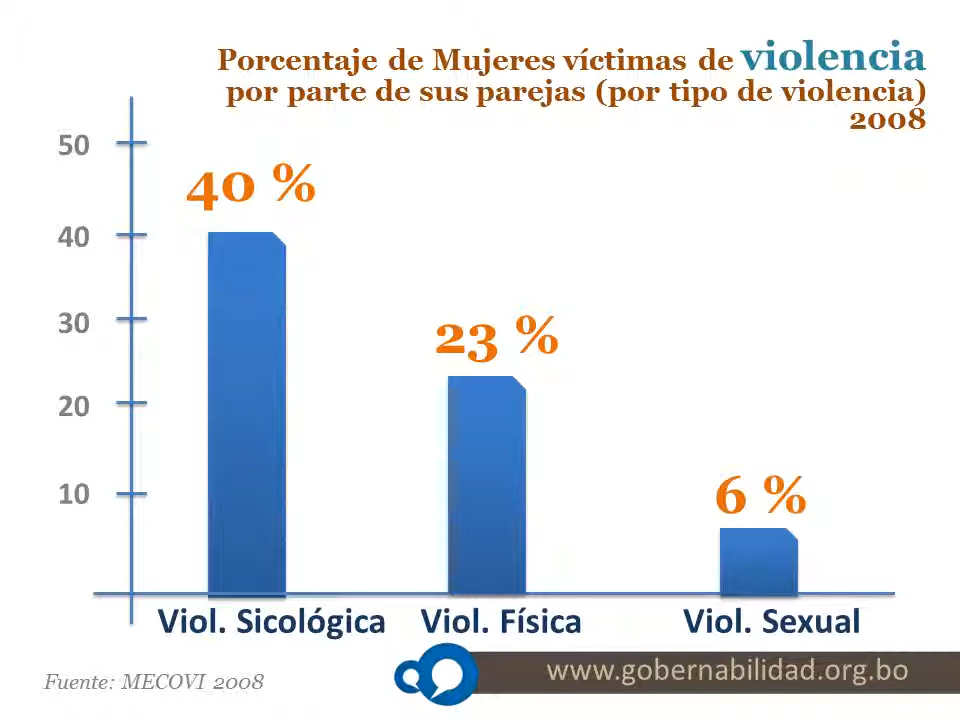 Porcentaje de Mujeres víctimas de violencia
por parte de sus parejas (por tipo de violencia)
2008
50
40 %
40
30
23 %
20
10
6 %
Viol. Sicológica Viol. Física Viol. Sexual
Fuente: MECOVI 2008
www.gobernabilidad.org.bo